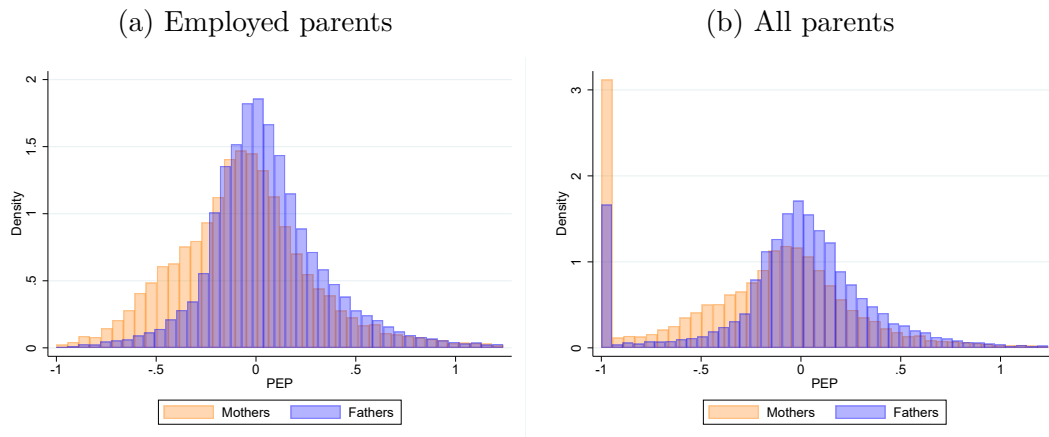 (a) Employed parents
(b) All parents
2
1.5
1
.5
0
Density
-1
-.5
0
.5
1
PEP
Mothers
Fathers
3
2
1
0
Density
-1
-.5
0
.5
1
PEP
Mothers
Fathers